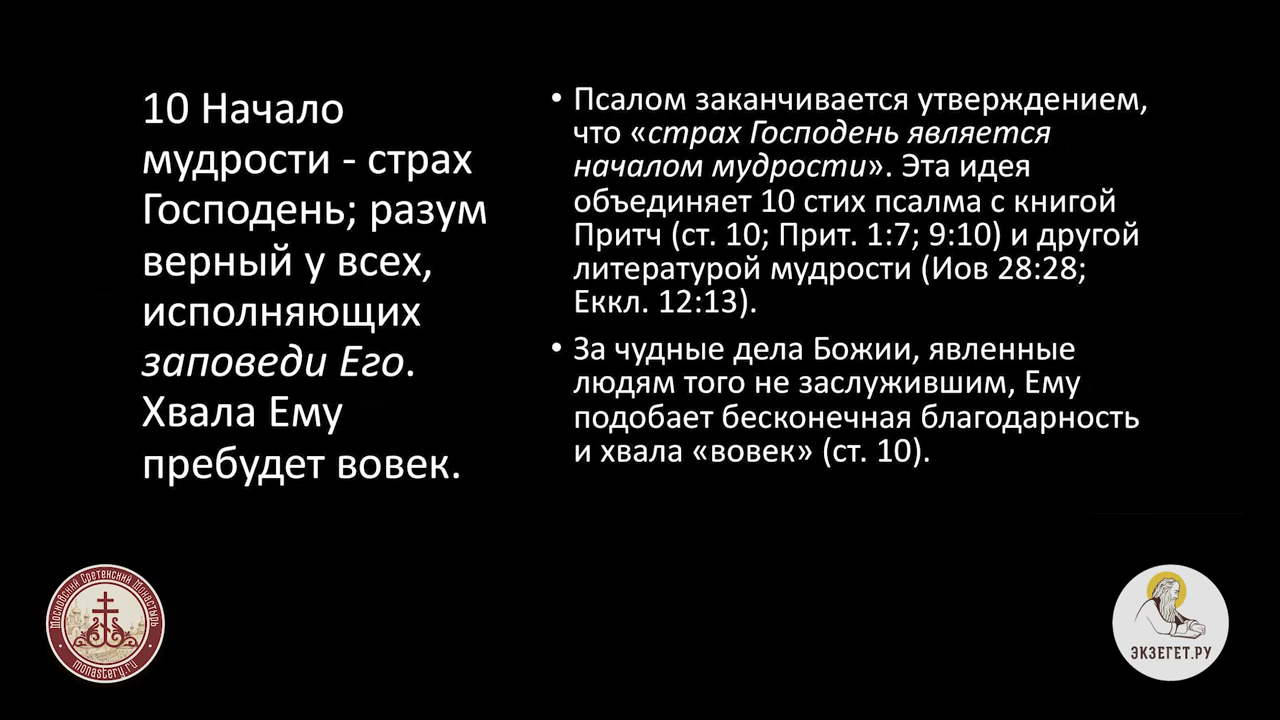 10 Начало
мудрости - страх
Господень; разум
верный у всех,
исполняющих
заповеди Его.
Хвала Ему
пребудет вовек.
• Псалом заканчивается утверждением,
что «страх Господень является
началом мудрости». Эта идея
объединяет 10 стих псалма с книгой
Притч (ст. 10; Прит. 1:7; 9:10) и другой
литературой мудрости (Иов 28:28;
Еккл. 12:13).
• За чудные дела Божии, явленные
людям того не заслужившим, Ему
подобает бесконечная благодарность
и хвала «вовек» (ст. 10).
Московский Сретенский Монастырь
monastery.ru
ЭКЗЕГЕТ.РУ